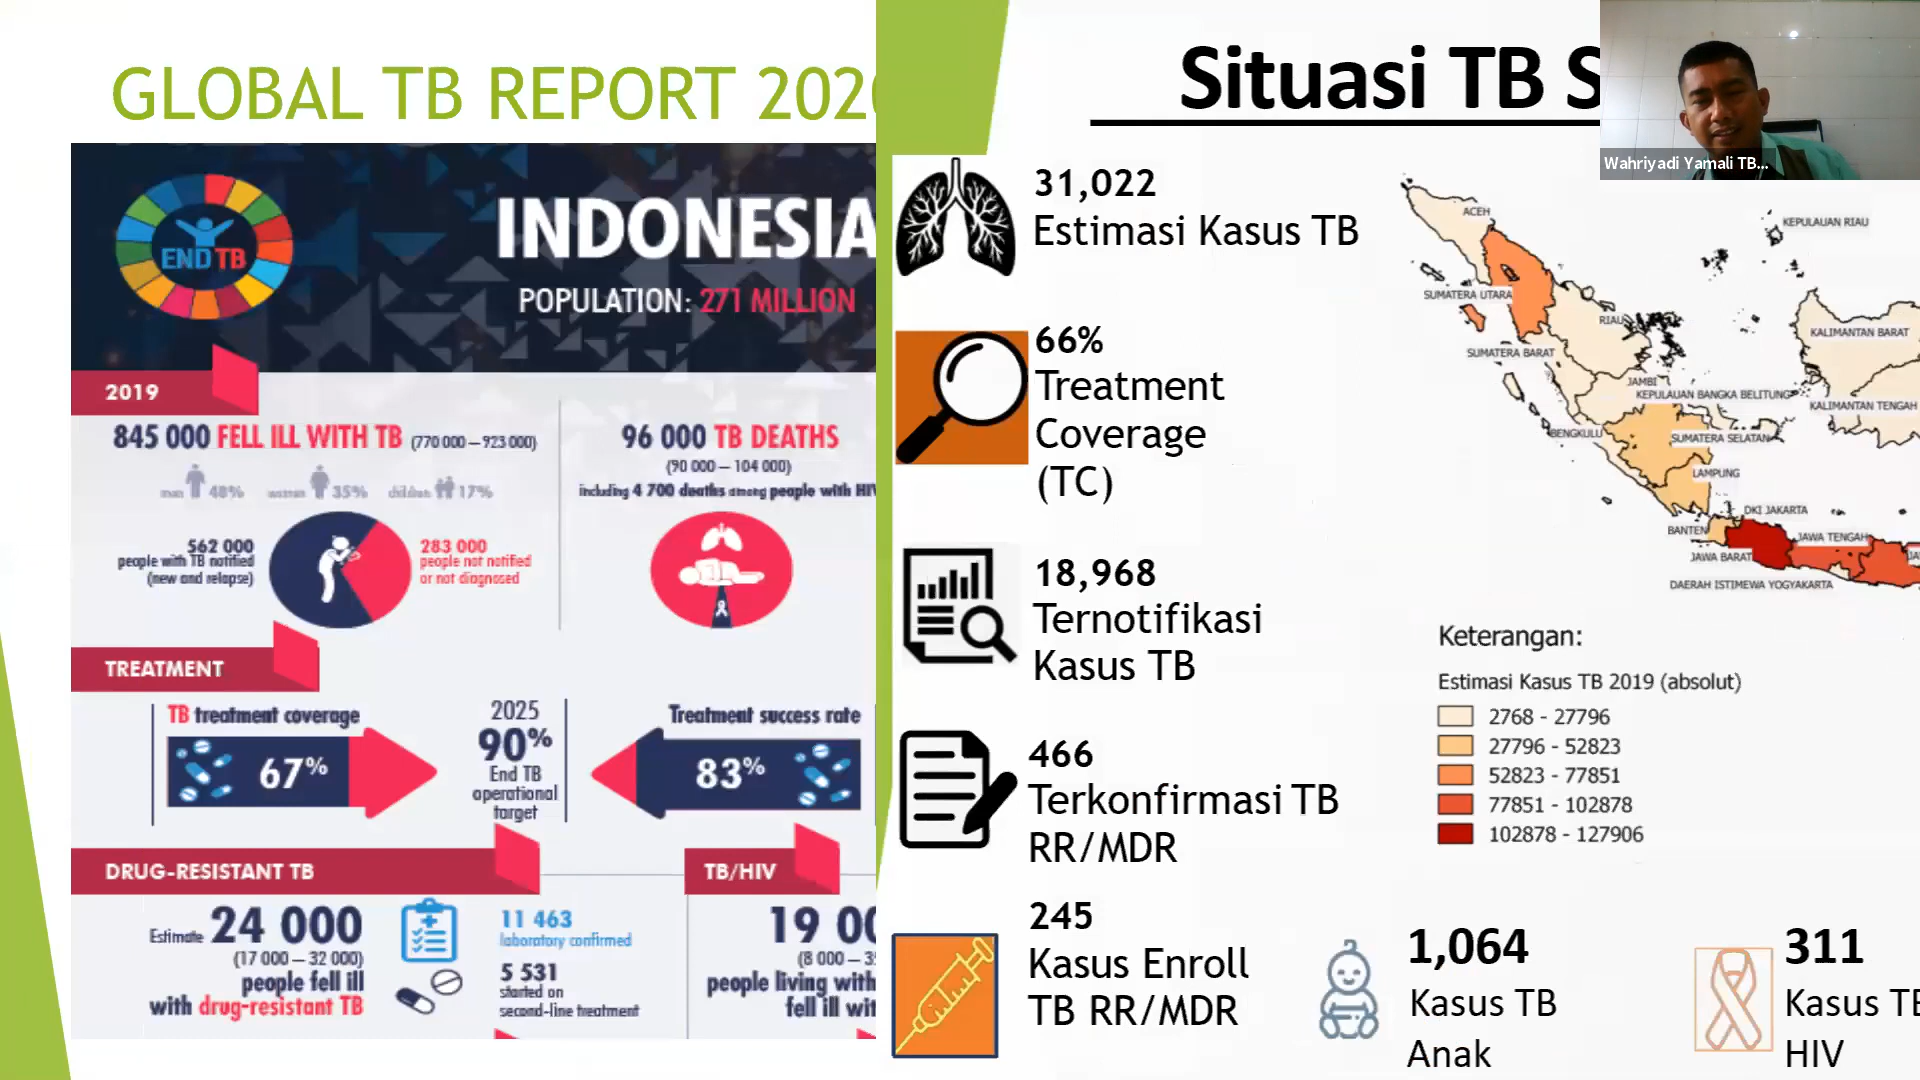 GLOBAL TB REPORT 2020
END TB
INDONESIA
POPULATION: 271 MILLION
2019
845 000 FELL ILL WITH TB (770 000 – 923 000)
men 48% women 35% children 17%
562 000
people with TB notified
(new and relapse)
283 000
people not notified
or not diagnosed
96 000 TB DEATHS
(90 000 – 104 000)
including 4 700 deaths among people with HIV
TREATMENT
TB treatment coverage
67%
2025
90%
End TB
operational
target
Treatment success rate
83%
DRUG-RESISTANT TB
Estimate 24 000
(17 000 – 32 000)
people fell ill
with drug-resistant TB
11 463
laboratory confirmed
5 531
started on
second-line treatment
TB/HIV
19 00
(8 000 – 3
people living with
fell ill wit
Situasi TB S
Wahriyadi Yamali TB...
31,022
Estimasi Kasus TB
66%
Treatment
Coverage
(TC)
18,968
Ternotifikasi
Kasus TB
466
Terkonfirmasi TB
RR/MDR
245
Kasus Enroll
TB RR/MDR
1,064
Kasus TB
Anak
311
Kasus TB
HIV
ACEH
KEPULAUAN RIAU
SUMATERA UTARA
RIAU
KALIMANTAN BARAT
SUMATERA BARAT
JAMBI
KEPULAUAN BANGKA BELITUNG
KALIMANTAN TENGAH
BENGKULU
SUMATERA SELATAN
LAMPUNG
DKI JAKARTA
BANTEN
JAWA TENGAH
JAWA BARAT
JA
DAERAH ISTIMEWA YOGYAKARTA
Keterangan:
Estimasi Kasus TB 2019 (absolut)
2768 - 27796
27796 - 52823
52823 - 77851
77851 - 102878
102878 - 127906